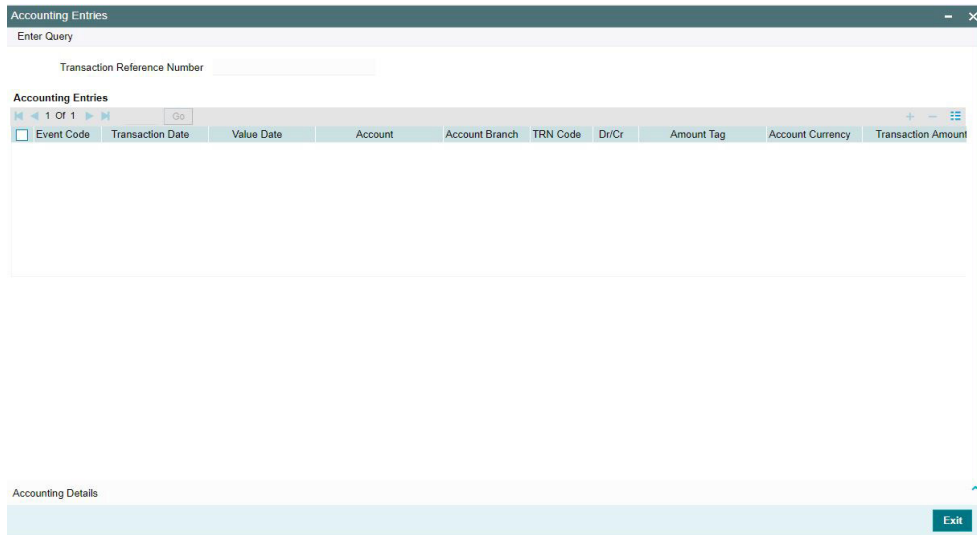 Accounting Entries
Enter Query
Transaction Reference Number
Accounting Entries
1 Of 1 Go
Event Code Transaction Date Value Date Account Account Branch TRN Code Dr/Cr Amount Tag Account Currency Transaction Amount
Accounting Details
Exit